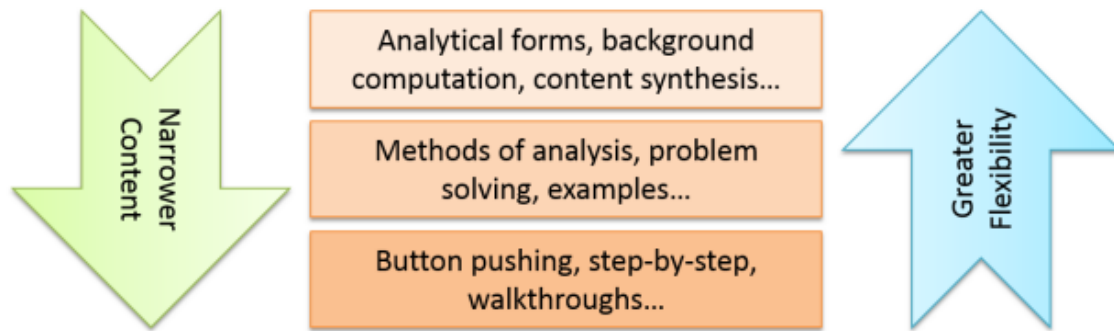 Narrower
Content
Analytical forms, background
computation, content synthesis...
Methods of analysis, problem
solving, examples...
Button pushing, step-by-step,
walkthroughs...
Greater
Flexibility